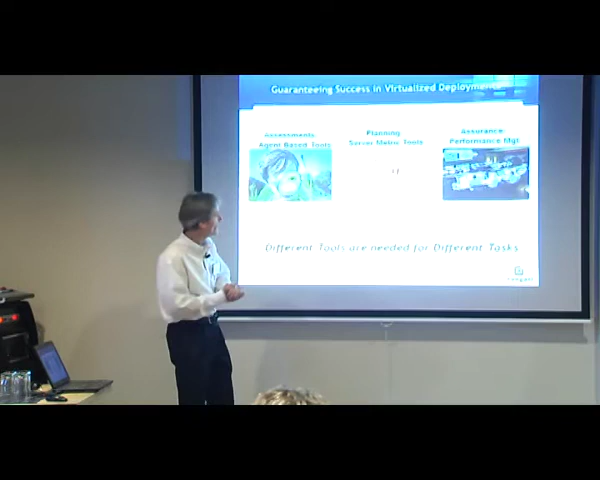 Guaranteeing Success in Virtualized Deployments
Assessments
Agent Based Tools
Planning
Server Metric Tools
Assurance
Performance Mgt
Different Tools are needed for Different Tasks